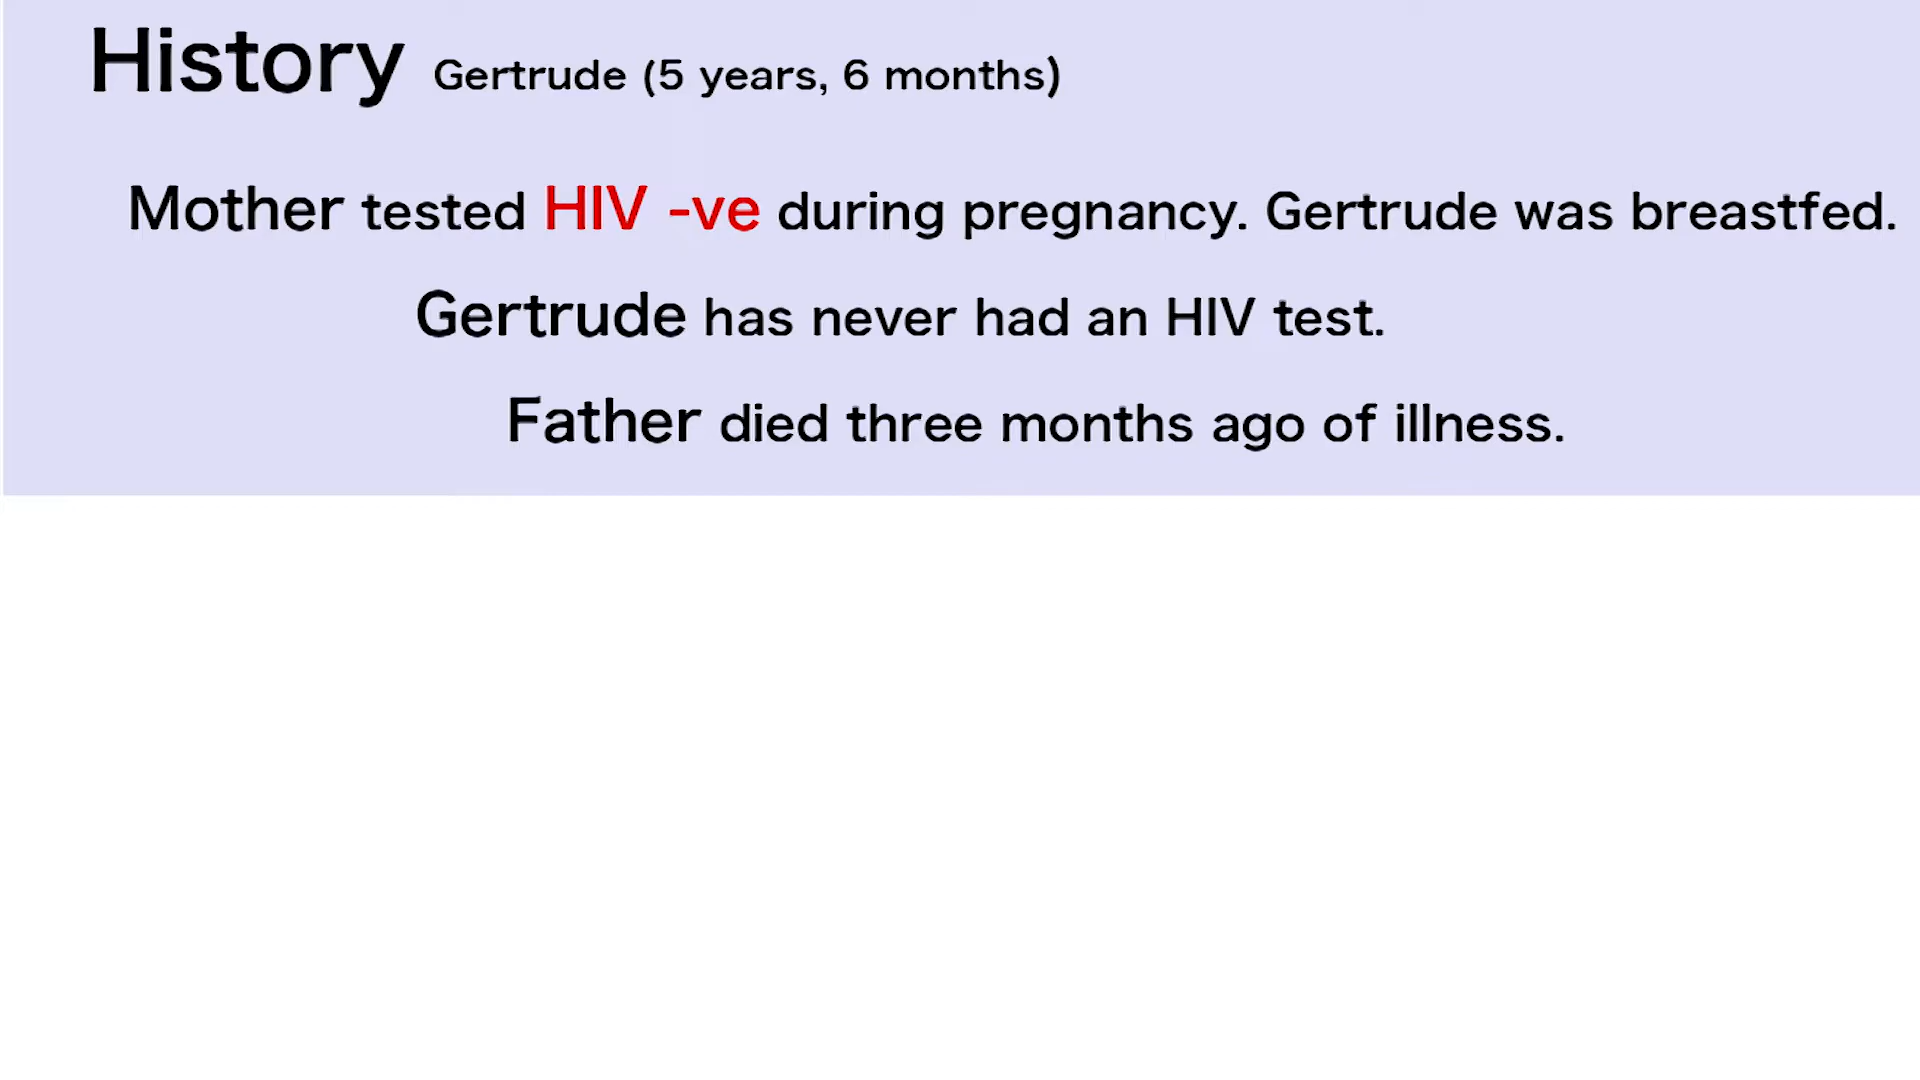 History Gertrude (5 years, 6 months)
Mother tested HIV -ve during pregnancy. Gertrude was breastfed.
Gertrude has never had an HIV test.
Father died three months ago of illness.